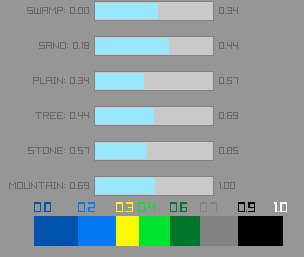 SWAMP: 0.00 0.34
SAND: 0.18 0.44
PLAIN: 0.34 0.57
TREE: 0.44 0.69
STONE: 0.57 0.85
MOUNTAIN: 0.69 1.00
0.0 0.2 0.3 0.4 0.6 0.7 0.9 1.0